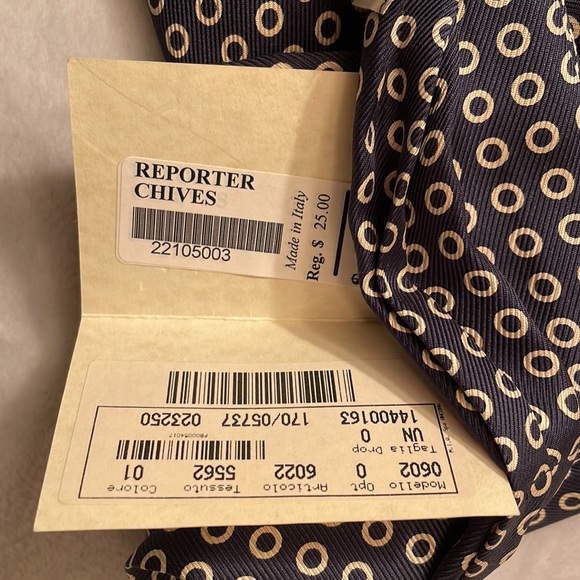 REPORTER
CHIVES
22105003
Made in Italy
Reg. $ 25.00
Modello Opt Articolo Tessuto Colore
0602 0 6022 5562 01
Taglia Drop
UN 0
PB00054017
14400163 170/05737 023250